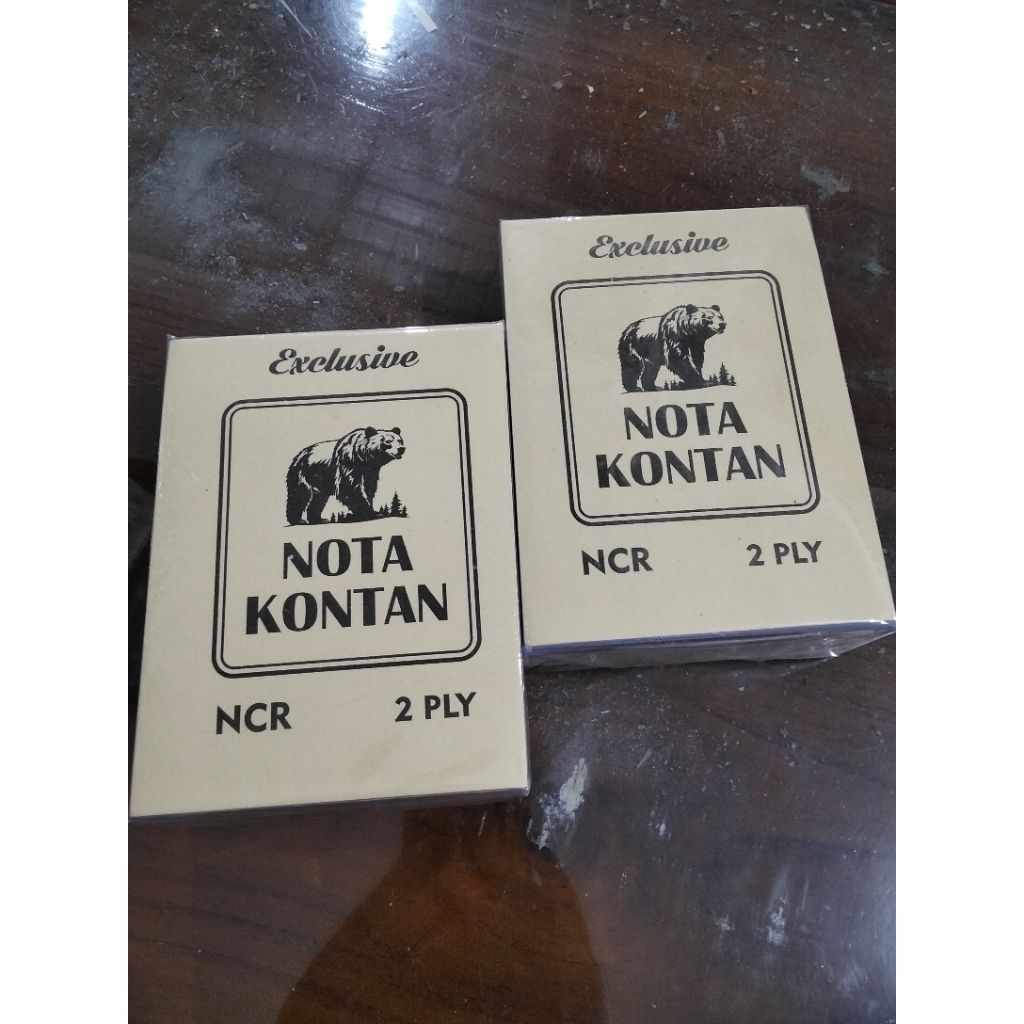 Exclusive
NOTA
KONTAN
NCR 2 PLY
Exclusive
NOTA
KONTAN
NCR 2 PLY